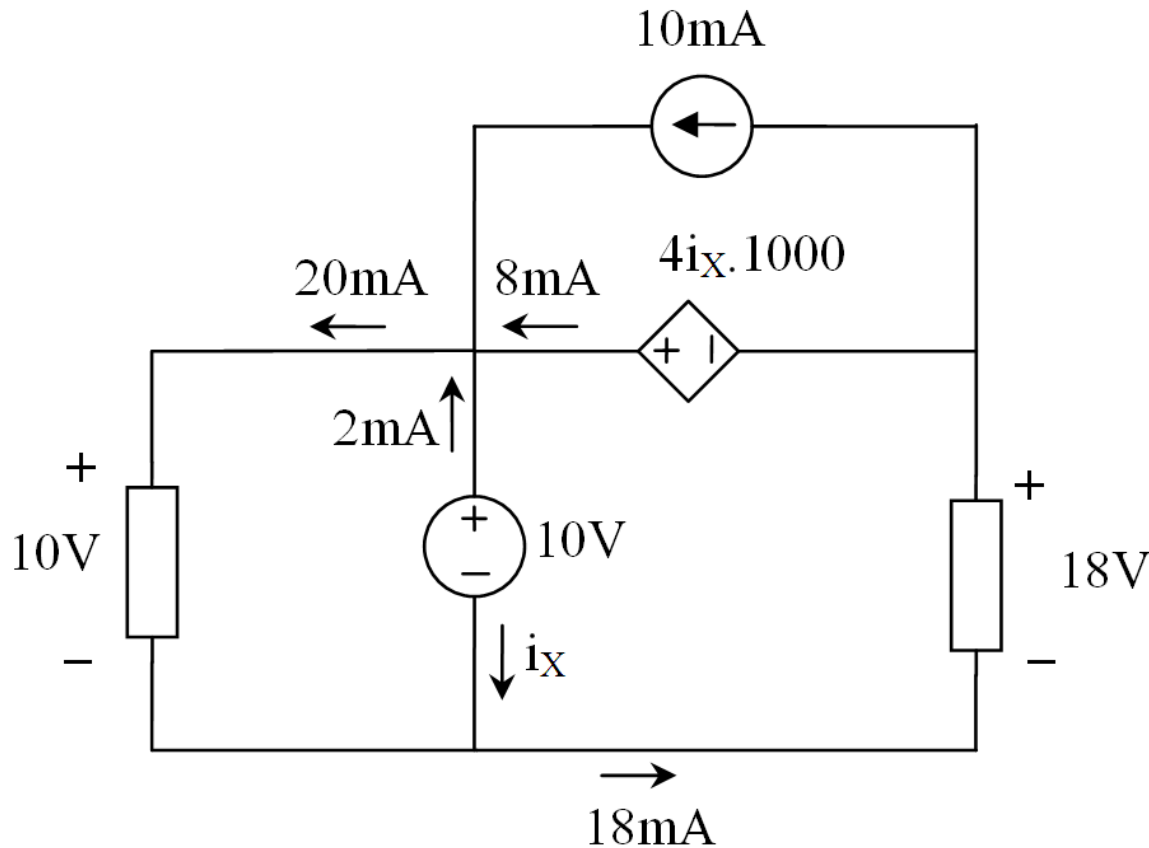 10mA
4iX.1000
20mA
8mA
+ −
2mA
+
10V
−
+
−
10V
+
18V
−
iX
18mA